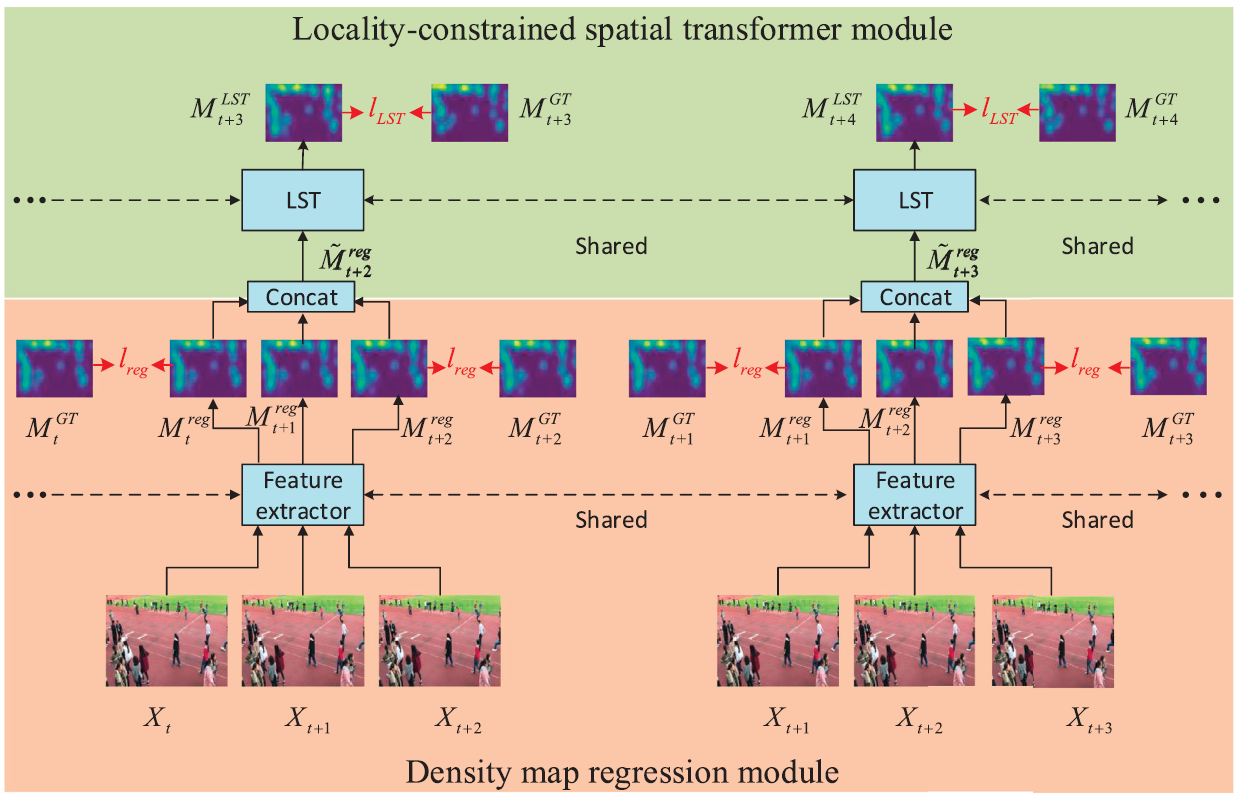 Locality-constrained spatial transformer module
M_{t+3}^{LST} l_{LST} M_{t+3}^{GT} M_{t+4}^{LST} l_{LST} M_{t+4}^{GT}
••• LST LST •••
Shared Shared
\tilde{M}_{t+2}^{reg} \tilde{M}_{t+3}^{reg}
Concat Concat
l_{reg} l_{reg} l_{reg} l_{reg}
M_t^{GT} M_t^{reg} M_{t+1}^{reg} M_{t+2}^{reg} M_{t+2}^{GT} M_{t+1}^{GT} M_{t+1}^{reg} M_{t+2}^{reg} M_{t+3}^{reg} M_{t+3}^{GT}
••• Feature Feature •••
extractor extractor
Shared Shared
X_t X_{t+1} X_{t+2} X_{t+1} X_{t+2} X_{t+3}
Density map regression module